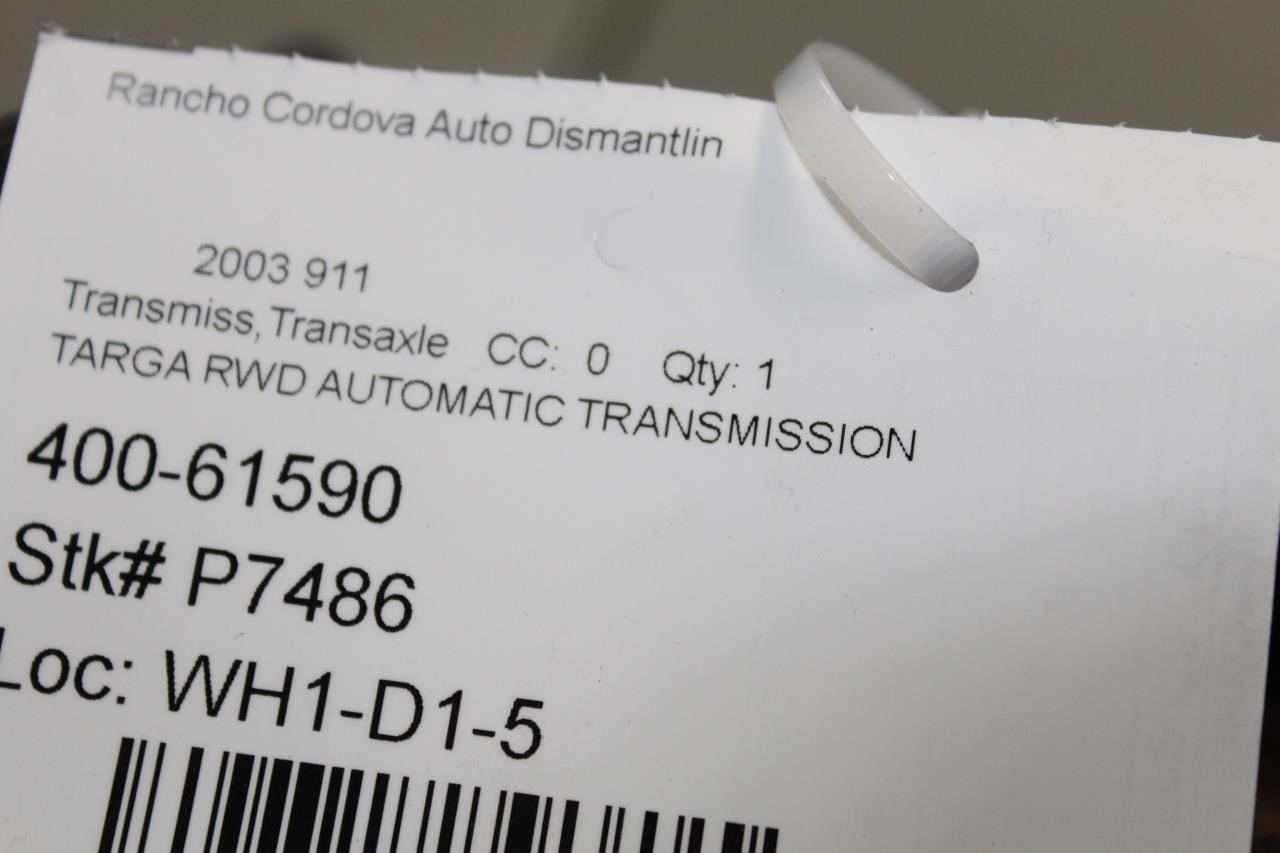 Rancho Cordova Auto Dismantlin
2003 911
Transmiss,Transaxle CC: 0 Qty: 1
TARGA RWD AUTOMATIC TRANSMISSION
400-61590
Stk# P7486
Loc: WH1-D1-5